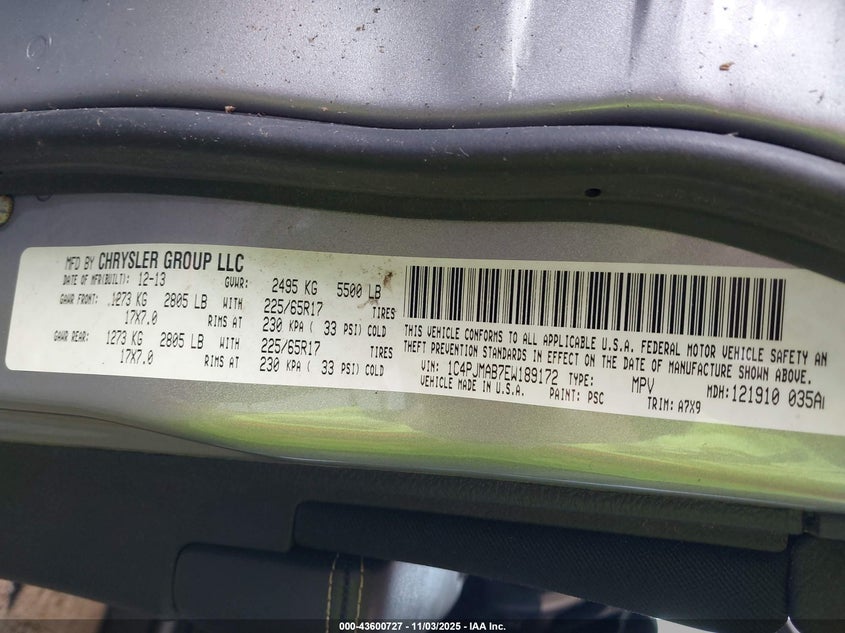 MFD BY CHRYSLER GROUP LLC
DATE OF MFR(BUILT): 12-13 GVWR: 2495 KG 5500 LB
GAWR FRONT: 1273 KG 2805 LB WITH 225/65R17 TIRES
17X7.0 RIMS AT 230 KPA ( 33 PSI) COLD
GAWR REAR: 1273 KG 2805 LB WITH 225/65R17 TIRES
17X7.0 RIMS AT 230 KPA ( 33 PSI) COLD
THIS VEHICLE CONFORMS TO ALL APPLICABLE U.S.A. FEDERAL MOTOR VEHICLE SAFETY AN
THEFT PREVENTION STANDARDS IN EFFECT ON THE DATE OF MANUFACTURE SHOWN ABOVE.
VIN: 1C4PJMAB7EW189172 TYPE: MPV MDH: 121910 035A
VEHICLE MADE IN U.S.A. PAINT: PSC TRIM: A7X9
000-43600727 - 11/03/2025 - IAA Inc.